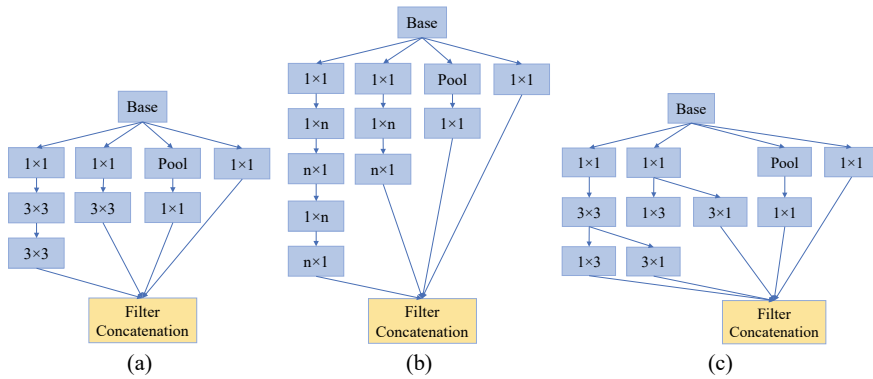 Base
1×1
1×1
Pool
1×1
3×3
3×3
1×1
3×3
Filter
Concatenation
(a)
Base
1×1
1×1
Pool
1×1
1×n
1×n
1×1
n×1
n×1
1×n
n×1
Filter
Concatenation
(b)
Base
1×1
1×1
Pool
1×1
3×3
1×3
3×1
1×1
1×3
3×1
Filter
Concatenation
(c)